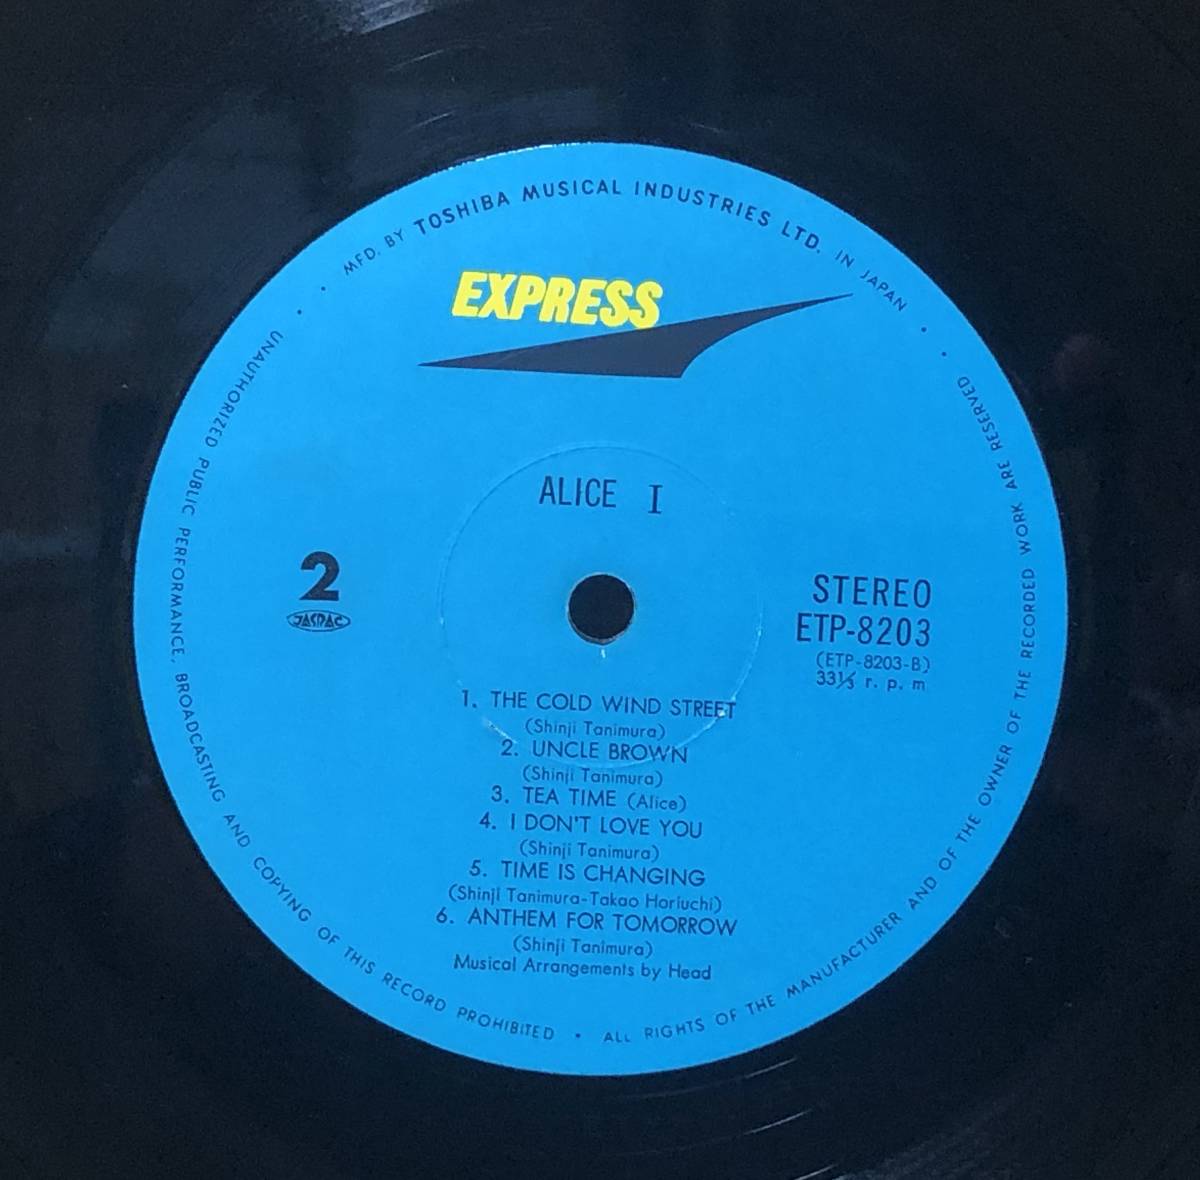 MFD. BY TOSHIBA MUSICAL INDUSTRIES LTD. IN JAPAN
EXPRESS
ALICE I
2
JASRAC
STEREO
ETP-8203
(ETP-8203-B)
33⅓ r. p. m
1. THE COLD WIND STREET
(Shinji Tanimura)
2. UNCLE BROWN
(Shinji Tanimura)
3. TEA TIME (Alice)
4. I DON'T LOVE YOU
(Shinji Tanimura)
5. TIME IS CHANGING
(Shinji Tanimura-Takao Horiuchi)
6. ANTHEM FOR TOMORROW
(Shinji Tanimura)
Musical Arrangements by Head
UNAUTHORIZED PUBLIC PERFORMANCE, BROADCASTING AND COPYING OF THIS RECORD PROHIBITED • ALL RIGHTS OF THE MANUFACTURER AND OF THE OWNER OF THE RECORDED WORK ARE RESERVED